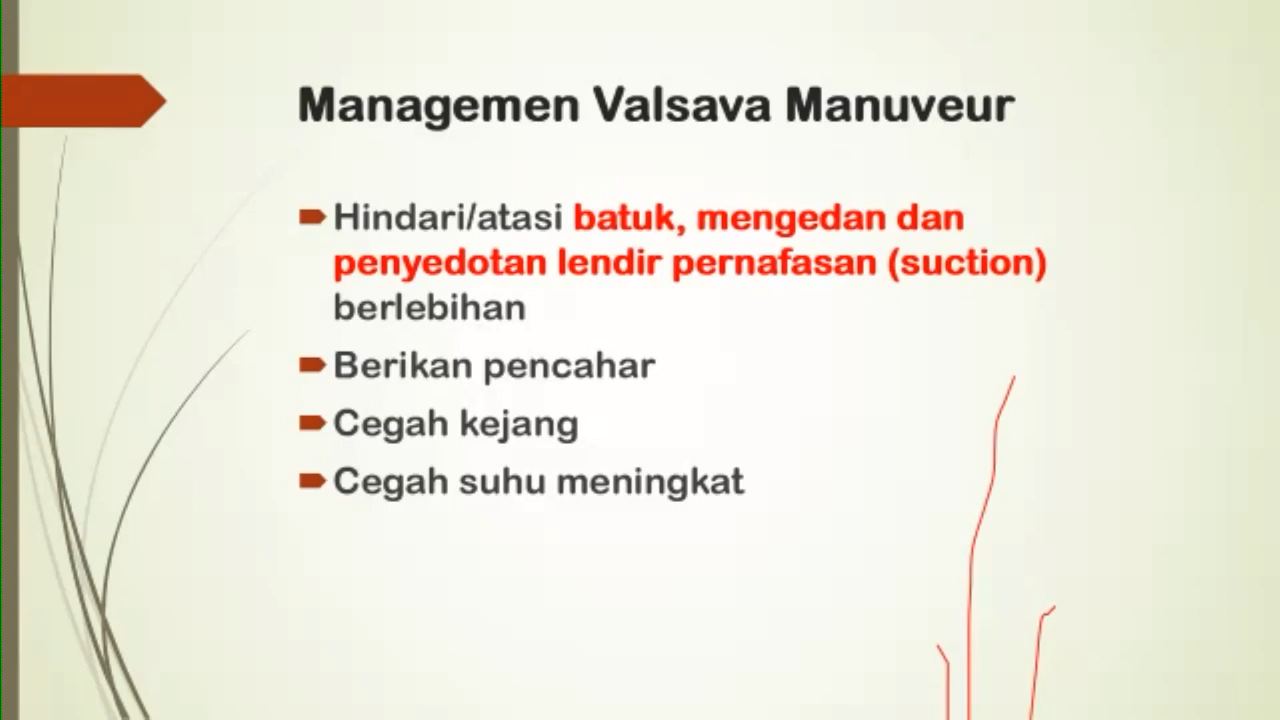 Managemen Valsava Manuveur
Hindari/atasi batuk, mengedan dan
penyedotan lendir pernafasan (suction)
berlebihan
Berikan pencahar
Cegah kejang
Cegah suhu meningkat